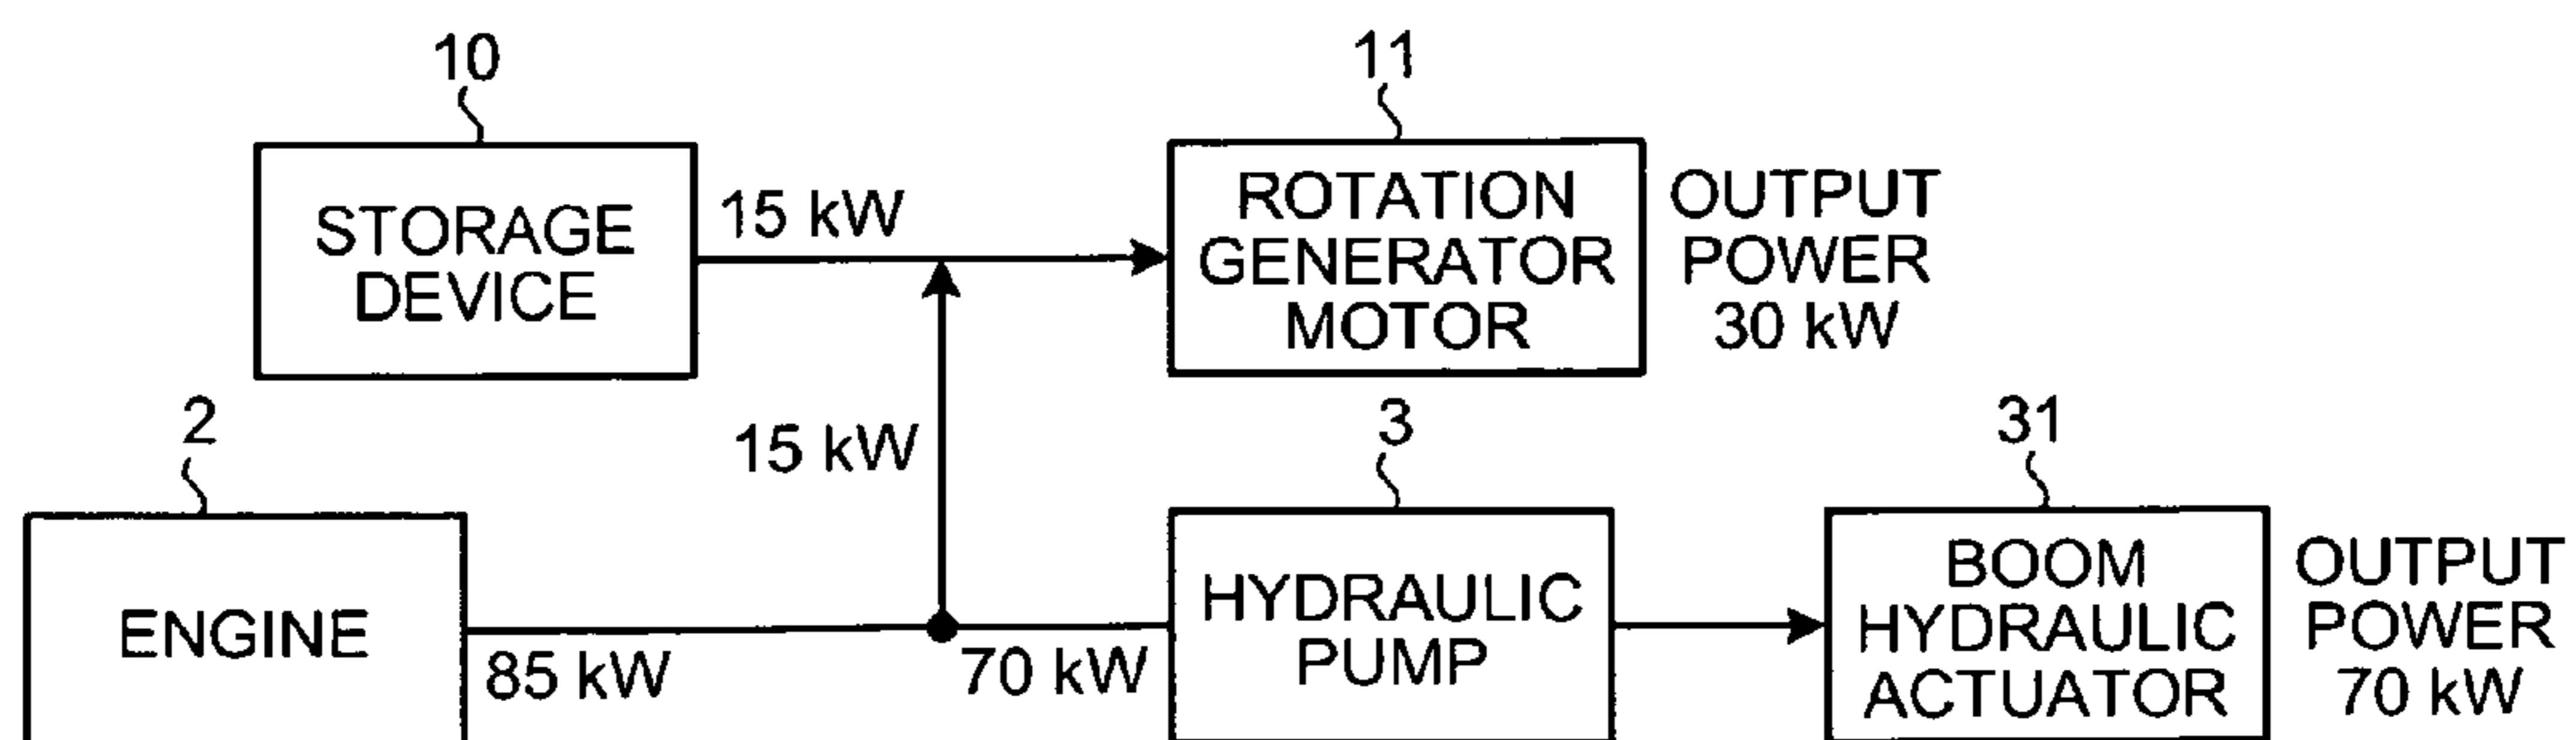 10
11
STORAGE
DEVICE
15 kW
ROTATION
GENERATOR
MOTOR
OUTPUT
POWER
30 kW
15 kW
2
3
31
ENGINE
85 kW
70 kW
HYDRAULIC
PUMP
BOOM
HYDRAULIC
ACTUATOR
OUTPUT
POWER
70 kW